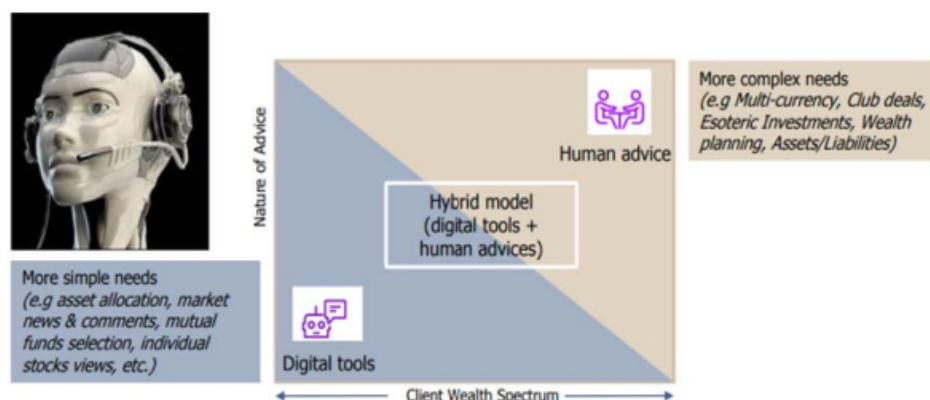 More complex needs
(e.g Multi-currency, Club deals,
Esoteric Investments, Wealth
planning, Assets/Liabilities)
Human advice
Nature of Advice
Hybrid model
(digital tools +
human advices)
More simple needs
(e.g asset allocation, market
news & comments, mutual
funds selection, individual
stocks views, etc.)
Digital tools
Client Wealth Spectrum